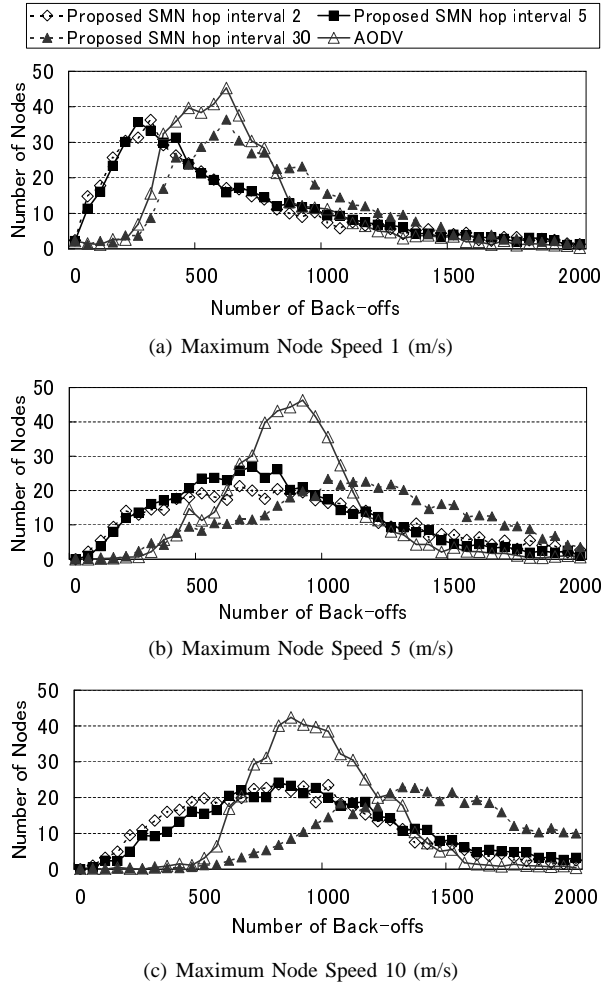 Proposed SMN hop interval 2 Proposed SMN hop interval 5
Proposed SMN hop interval 30 AODV
50
40
30
20
10
0
Number of Nodes
0 500 1000 1500 2000
Number of Back-offs
(a) Maximum Node Speed 1 (m/s)
50
40
30
20
10
0
Number of Nodes
0 500 1000 1500 2000
Number of Back-offs
(b) Maximum Node Speed 5 (m/s)
50
40
30
20
10
0
Number of Nodes
0 500 1000 1500 2000
Number of Back-offs
(c) Maximum Node Speed 10 (m/s)